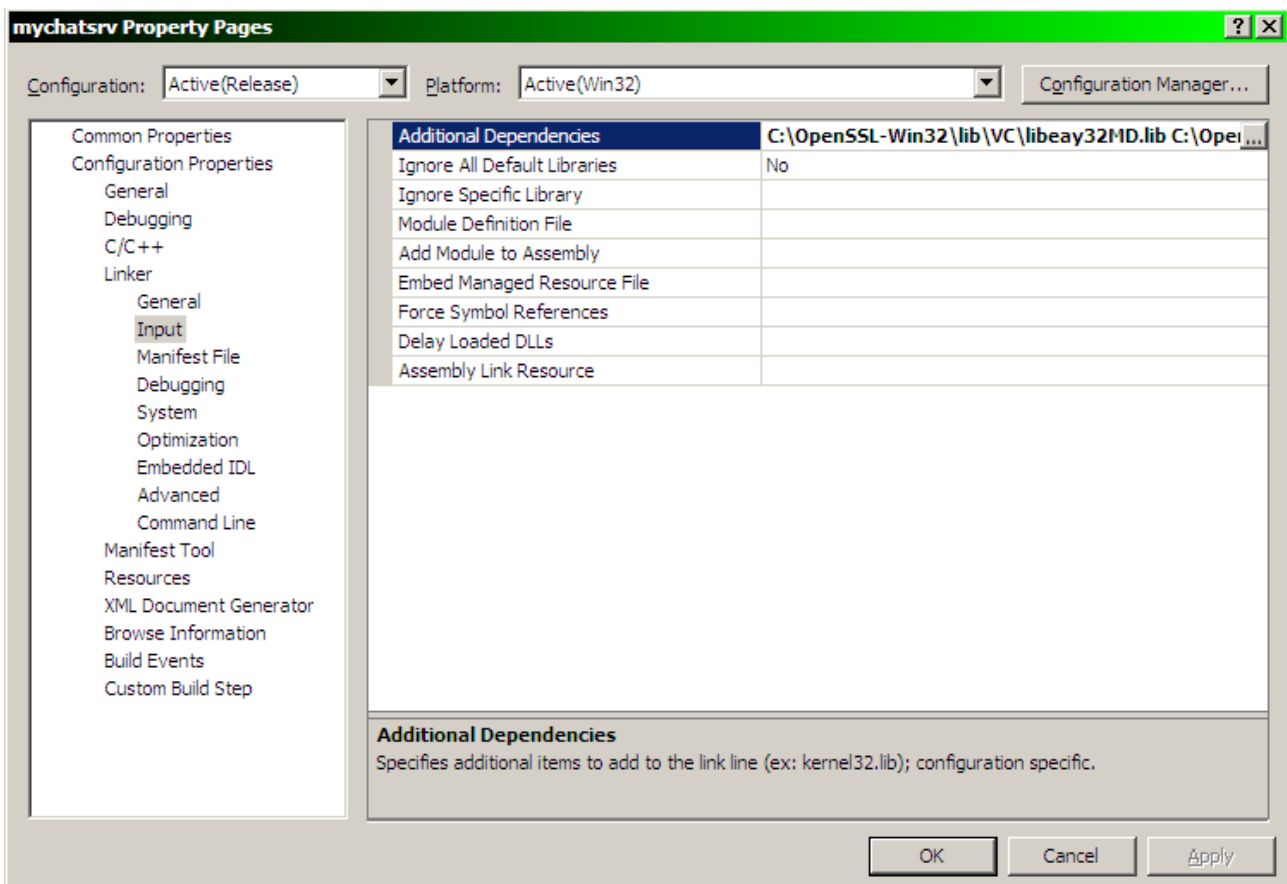 mychatsrv Property Pages
Configuration: Active(Release) Platform: Active(Win32) Configuration Manager...
Common Properties
Configuration Properties
General
Debugging
C/C++
Linker
General
Input
Manifest File
Debugging
System
Optimization
Embedded IDL
Advanced
Command Line
Manifest Tool
Resources
XML Document Generator
Browse Information
Build Events
Custom Build Step
Additional Dependencies C:\OpenSSL-Win32\lib\VC\libeay32MD.lib C:\Open ...
Ignore All Default Libraries No
Ignore Specific Library
Module Definition File
Add Module to Assembly
Embed Managed Resource File
Force Symbol References
Delay Loaded DLLs
Assembly Link Resource
Additional Dependencies
Specifies additional items to add to the link line (ex: kernel32.lib); configuration specific.
OK Cancel Apply